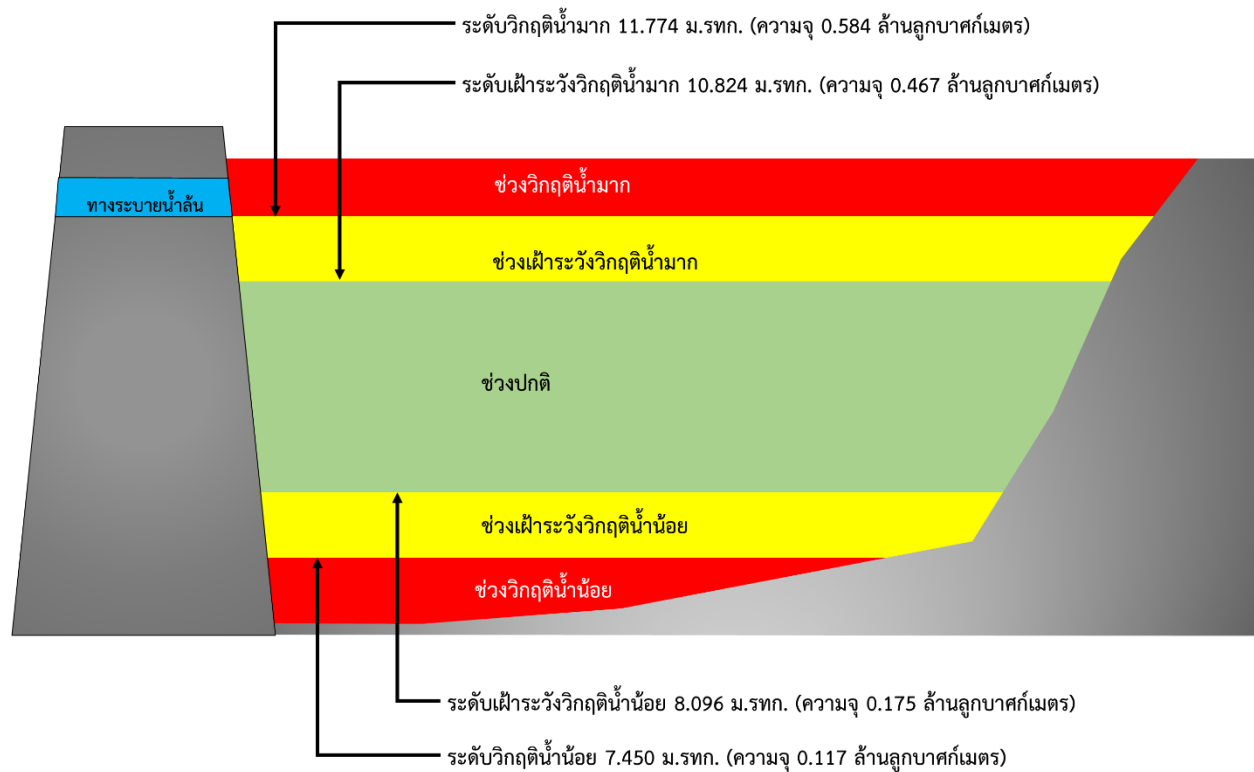 ระดับวิกฤติน้ำมาก 11.774 ม.รทก. (ความจุ 0.584 ล้านลูกบาศก์เมตร)
ระดับเฝ้าระวังวิกฤติน้ำมาก 10.824 ม.รทก. (ความจุ 0.467 ล้านลูกบาศก์เมตร)
ช่วงวิกฤติน้ำมาก
ทางระบายน้ำล้น
ช่วงเฝ้าระวังวิกฤติน้ำมาก
ช่วงปกติ
ช่วงเฝ้าระวังวิกฤติน้ำน้อย
ช่วงวิกฤติน้ำน้อย
ระดับเฝ้าระวังวิกฤติน้ำน้อย 8.096 ม.รทก. (ความจุ 0.175 ล้านลูกบาศก์เมตร)
ระดับวิกฤติน้ำน้อย 7.450 ม.รทก. (ความจุ 0.117 ล้านลูกบาศก์เมตร)